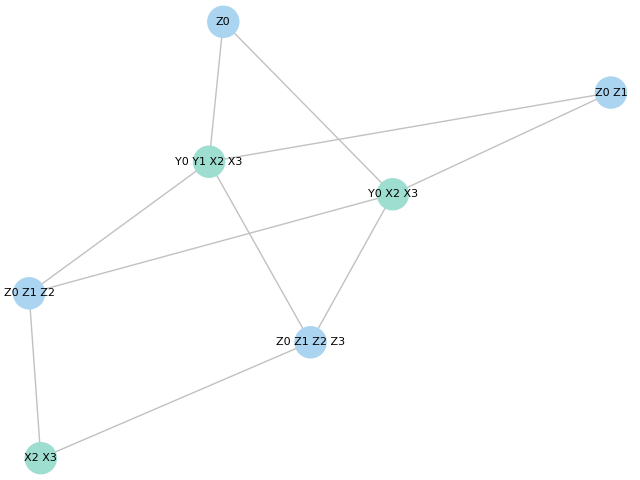 Z0
Z0 Z1
Y0 Y1 X2 X3
Y0 X2 X3
Z0 Z1 Z2
Z0 Z1 Z2 Z3
X2 X3